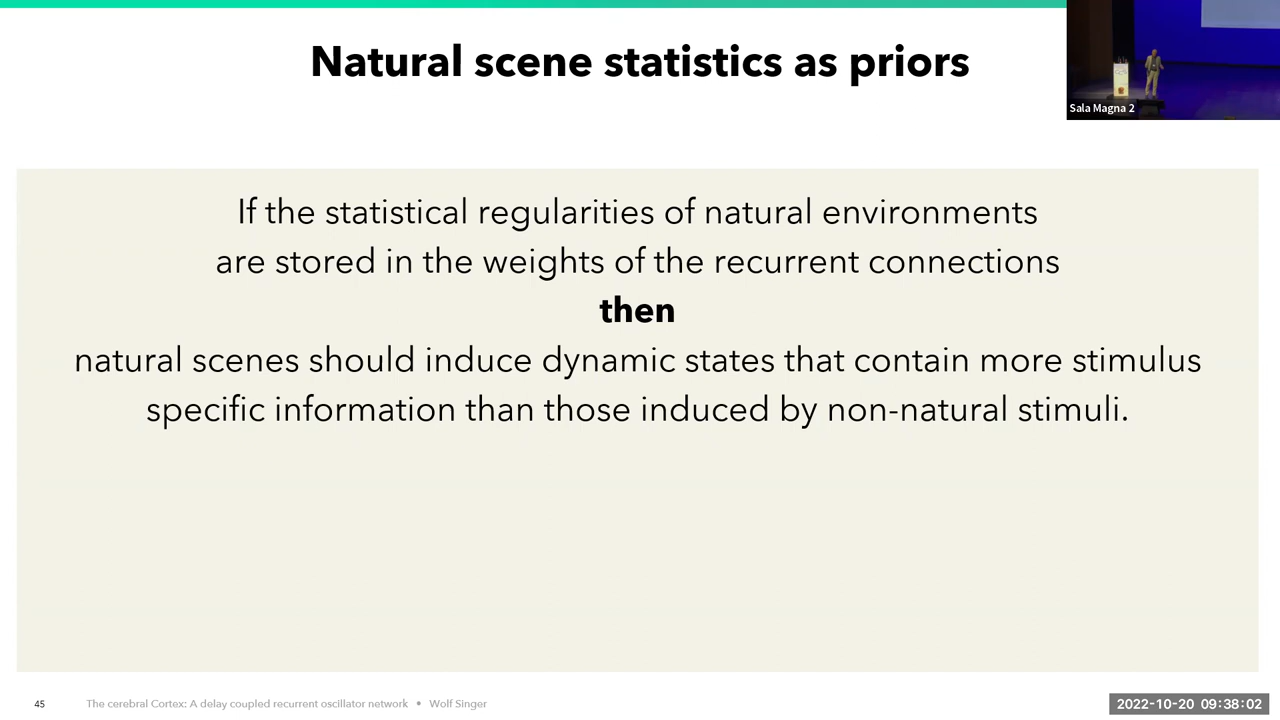 Natural scene statistics as priors
Sala Magna 2
If the statistical regularities of natural environments
are stored in the weights of the recurrent connections
then
natural scenes should induce dynamic states that contain more stimulus
specific information than those induced by non-natural stimuli.
45 The cerebral Cortex: A delay coupled recurrent oscillator network • Wolf Singer
2022-10-20 09:38:02